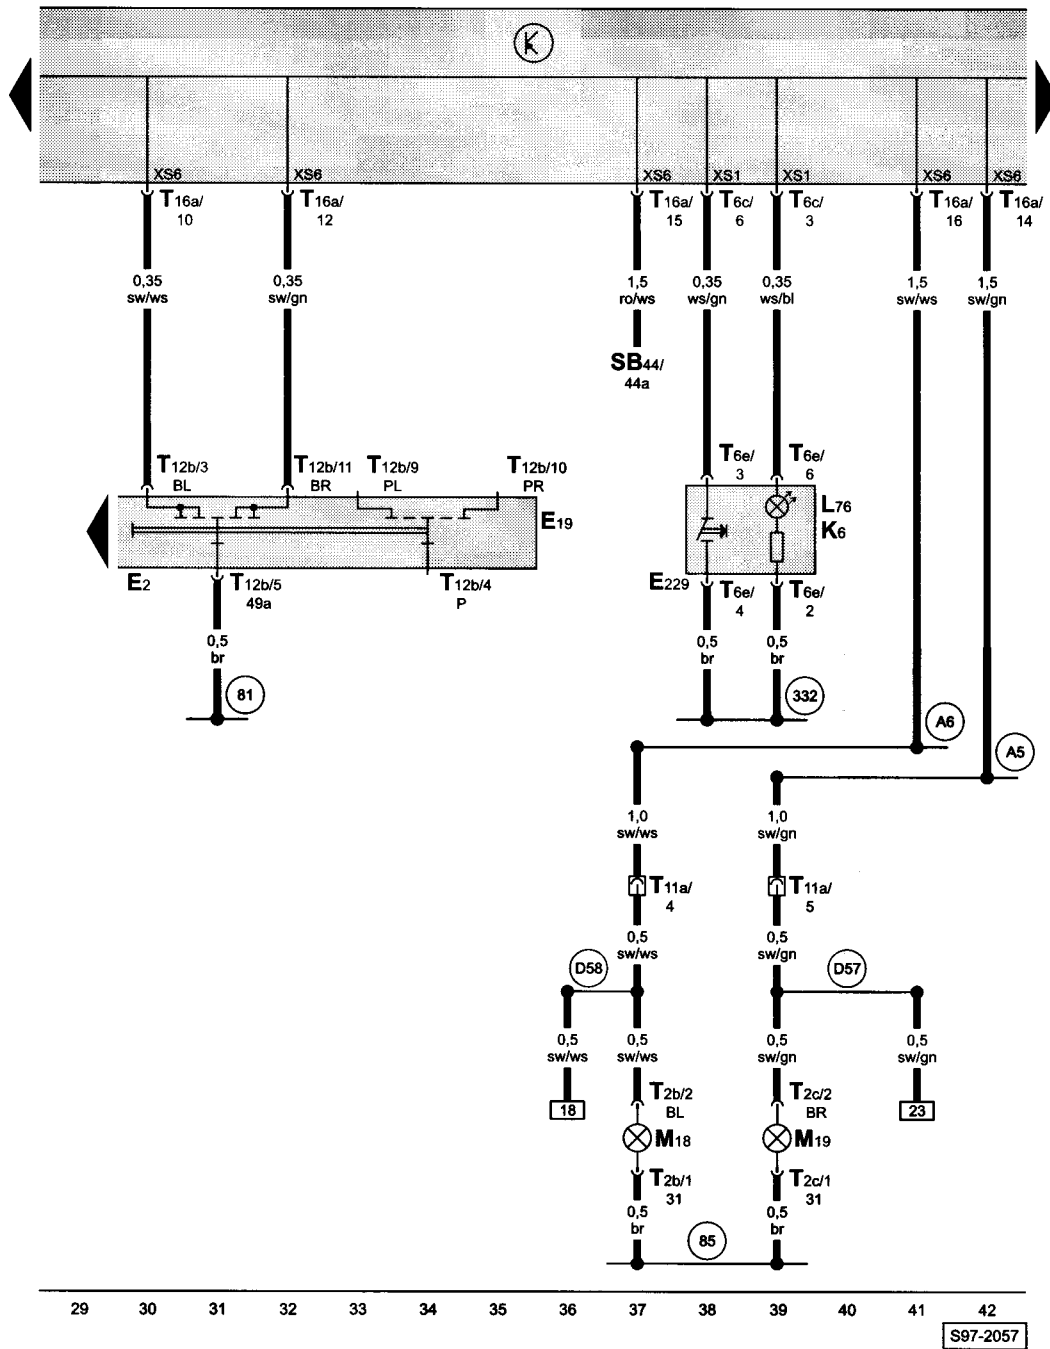 XS6 XS6 XS6 XS1 XS1 XS6 XS6
T16a/ T16a/ T16a/ T6c/ T6c/ T16a/ T16a/
10 12 15 6 3 16 14
0,35 0,35 1,5 0,35 0,35 1,5 1,5
sw/ws sw/gn ro/ws ws/gn ws/bl sw/ws sw/gn
SB44/
44a
T12b/3 T12b/11 T12b/9 T12b/10 T6e/ T6e/
BL BR PL PR 3 6
E19 L76
K6
E2 T12b/5 T12b/4 E229 T6e/ T6e/
49a P 4 2
0,5 0,5 0,5
br br br
81 332
A6
A5
1,0 1,0
sw/ws sw/gn
T11a/ T11a/
4 5
0,5 0,5
sw/ws sw/gn
D58 D57
0,5 0,5 0,5 0,5
sw/ws sw/ws sw/gn sw/gn
T2b/2 T2c/2
18 BL BR 23
M18 M19
T2b/1 T2c/1
31 31
0,5 0,5
br br
85
29 30 31 32 33 34 35 36 37 38 39 40 41 42
S97-2057